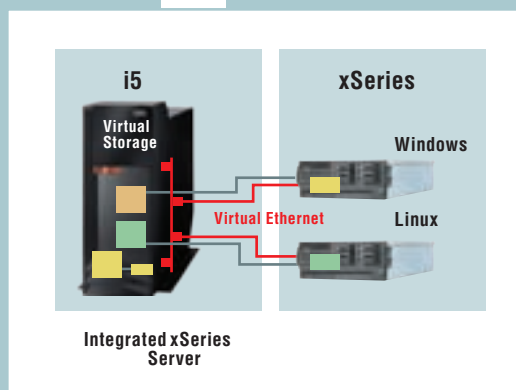 i5
xSeries
Virtual
Storage
Windows
Virtual Ethernet
Linux
Integrated xSeries
Server